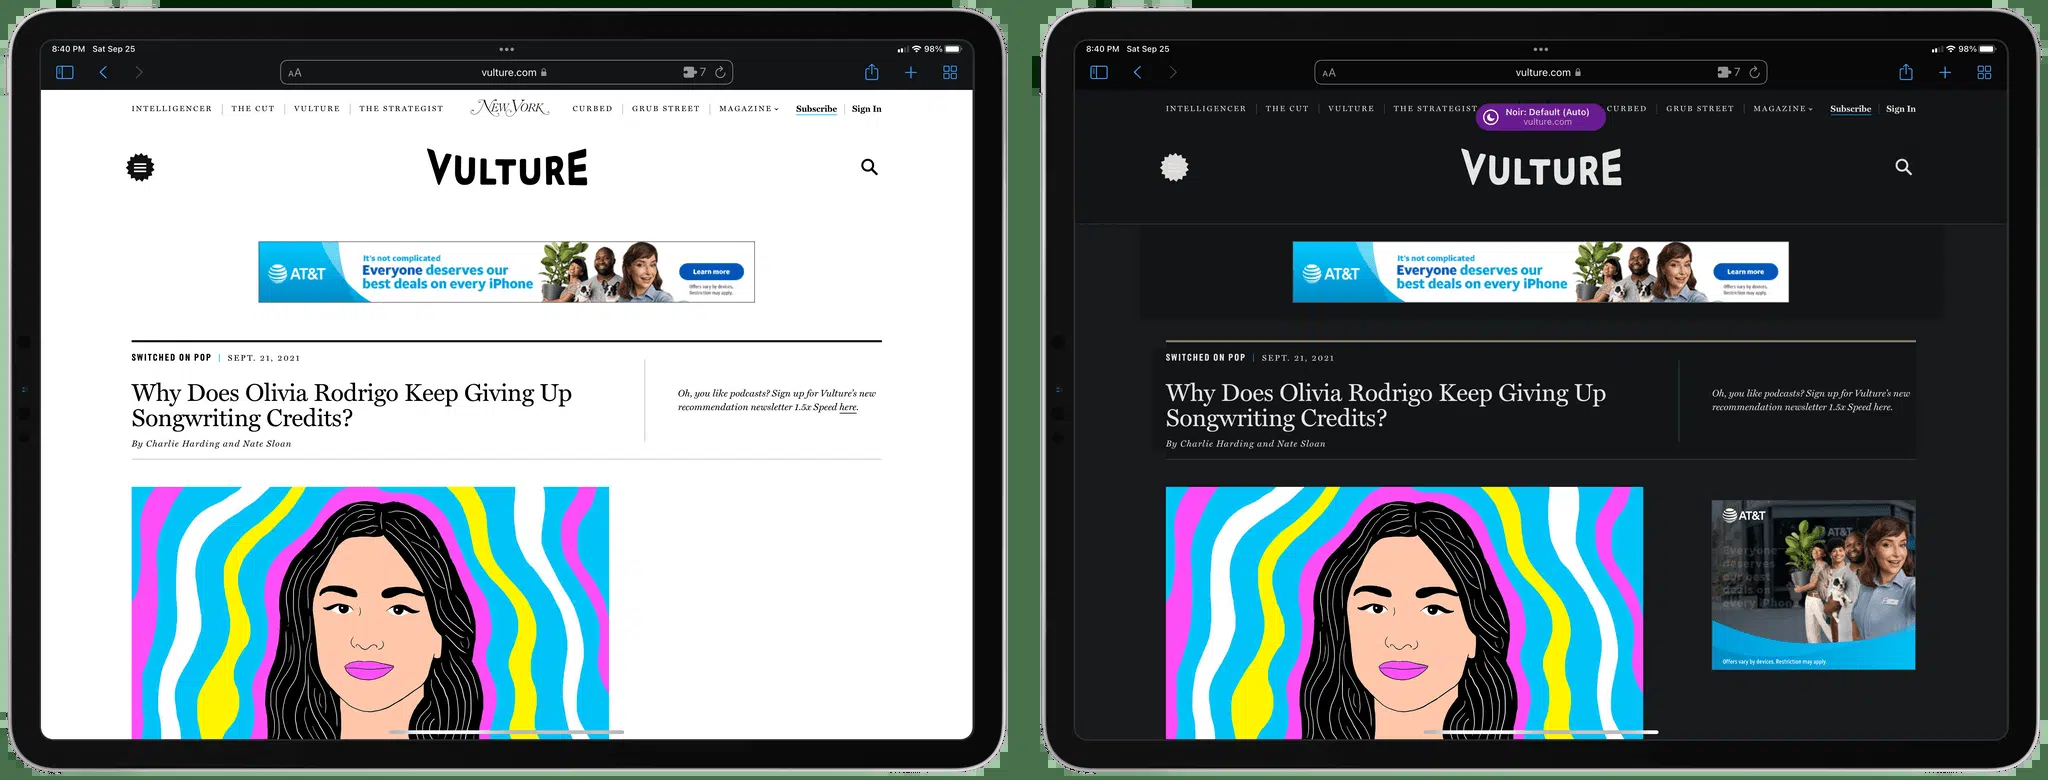 8:40 PM Sat Sep 25
98%
AA
vulture.com
7
INTELLIGENCER THE CUT VULTURE THE STRATEGIST NEW YORK CURBED GRUB STREET MAGAZINE Subscribe Sign In
VULTURE
AT&T
It's not complicated
Everyone deserves our
best deals on every iPhone
Learn more
Offers vary by devices.
Restriction may apply.
SWITCHED ON POP | SEPT. 21, 2021
Why Does Olivia Rodrigo Keep Giving Up
Songwriting Credits?
By Charlie Harding and Nate Sloan
Oh, you like podcasts? Sign up for Vulture's new
recommendation newsletter 1.5x Speed here.
8:40 PM Sat Sep 25
98%
AA
vulture.com
7
INTELLIGENCER THE CUT VULTURE THE STRATEGIST CURBED GRUB STREET MAGAZINE Subscribe Sign In
Noir: Default (Auto)
vulture.com
VULTURE
AT&T
It's not complicated
Everyone deserves our
best deals on every iPhone
Learn more
Offers vary by devices.
Restriction may apply.
SWITCHED ON POP | SEPT. 21, 2021
Why Does Olivia Rodrigo Keep Giving Up
Songwriting Credits?
By Charlie Harding and Nate Sloan
Oh, you like podcasts? Sign up for Vulture's new
recommendation newsletter 1.5x Speed here.
AT&T
AT&T
Everyone
deserves
our best
deals on
every iPhon
Offers vary by devices. Restriction may apply.